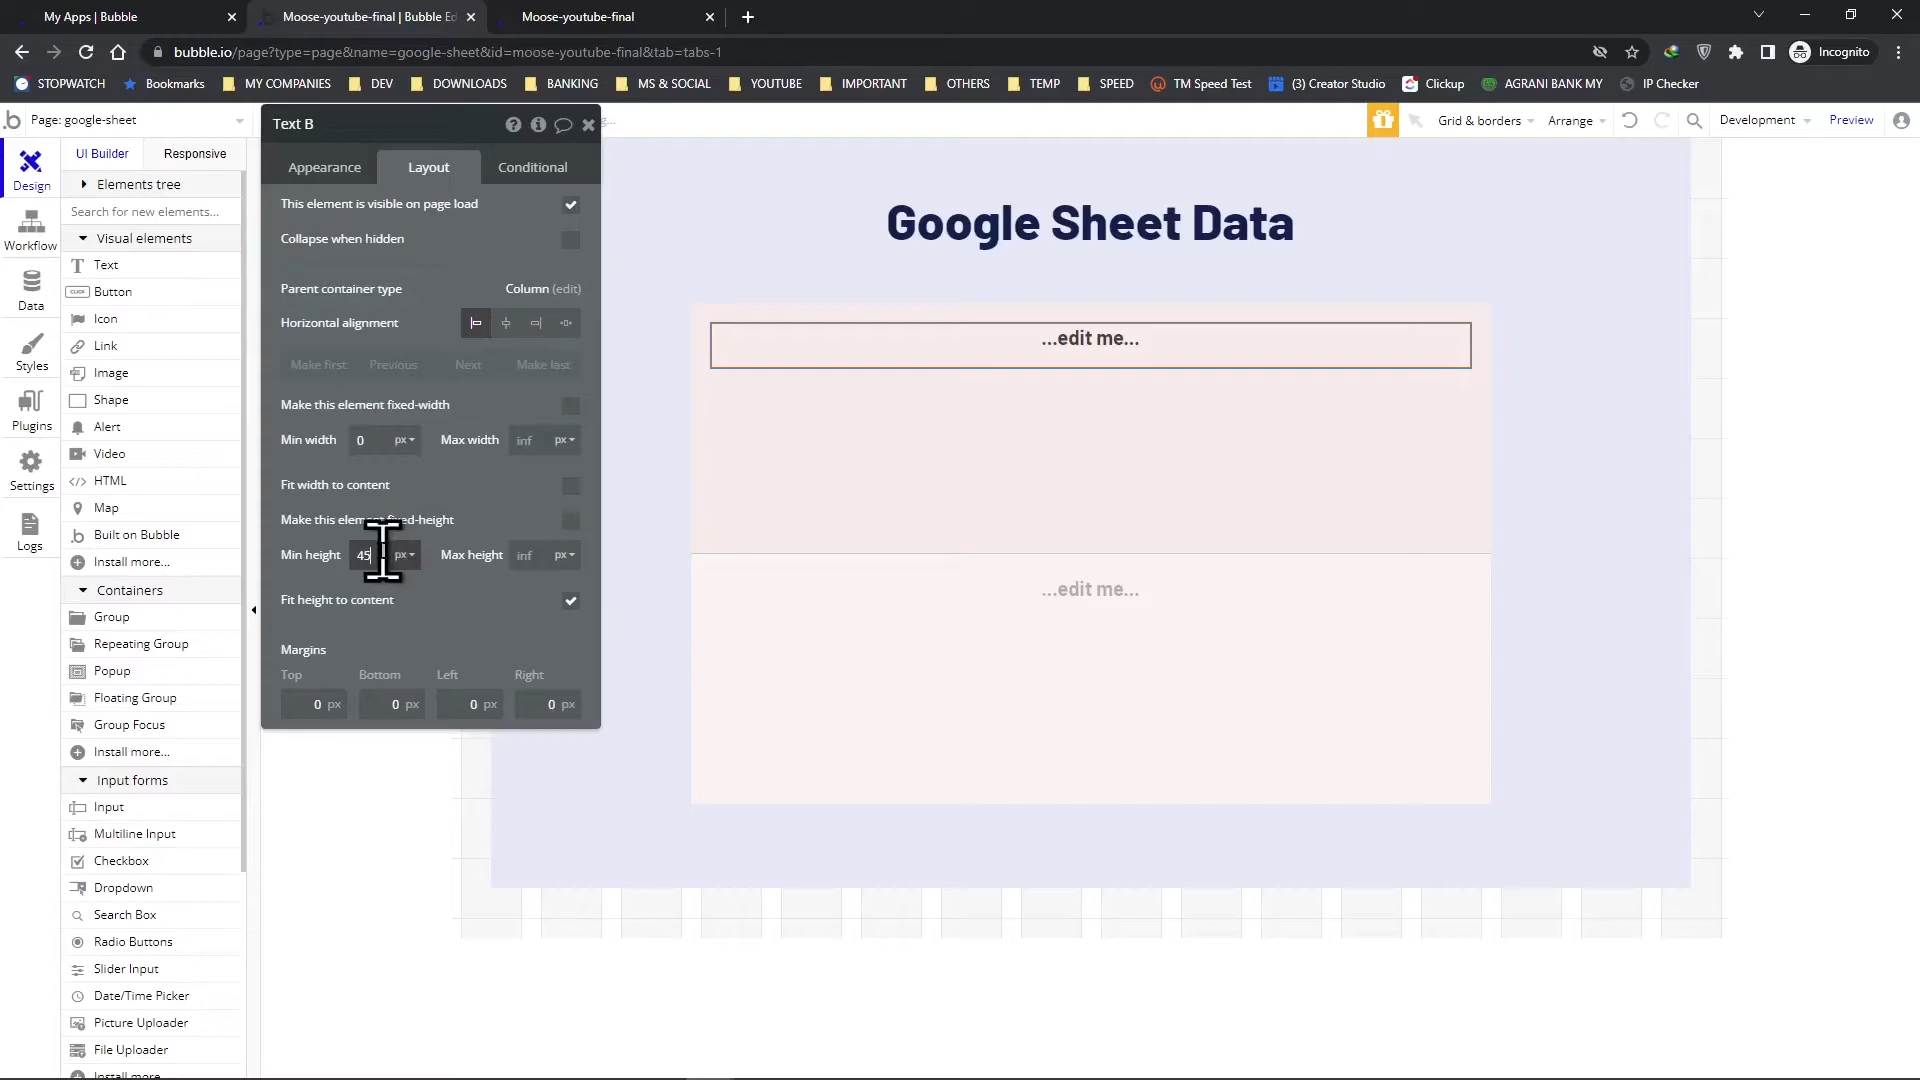 My Apps | Bubble
Moose-youtube-final | Bubble Ed
Moose-youtube-final
bubble.io/page?type=page&name=google-sheet&id=moose-youtube-final&tab=tabs-1
Incognito
STOPWATCH
Bookmarks
MY COMPANIES
DEV
DOWNLOADS
BANKING
MS & SOCIAL
YOUTUBE
IMPORTANT
OTHERS
TEMP
SPEED
TM Speed Test
(3) Creator Studio
Clickup
AGRANI BANK MY
IP Checker
Page: google-sheet
Grid & borders
Arrange
Development
Preview
UI Builder
Responsive
Design
Workflow
Data
Styles
Plugins
Settings
Logs
Elements tree
Search for new elements...
Visual elements
Text
CLICK
Button
Icon
Link
Image
Shape
Alert
Video
</> HTML
Map
Built on Bubble
Install more...
Containers
Group
Repeating Group
Popup
Floating Group
Group Focus
Install more...
Input forms
Input
Multiline Input
Checkbox
Dropdown
Search Box
Radio Buttons
Slider Input
Date/Time Picker
Picture Uploader
File Uploader
Install more
Text B
Appearance
Layout
Conditional
This element is visible on page load
Collapse when hidden
Parent container type
Column (edit)
Horizontal alignment
Make first
Previous
Next
Make last
Make this element fixed-width
Min width 0 px
Max width inf px
Fit width to content
Make this element fixed-height
Min height 45 px
Max height inf px
Fit height to content
Margins
Top
Bottom
Left
Right
0 px
0 px
0 px
0 px
Google Sheet Data
...edit me...
...edit me...